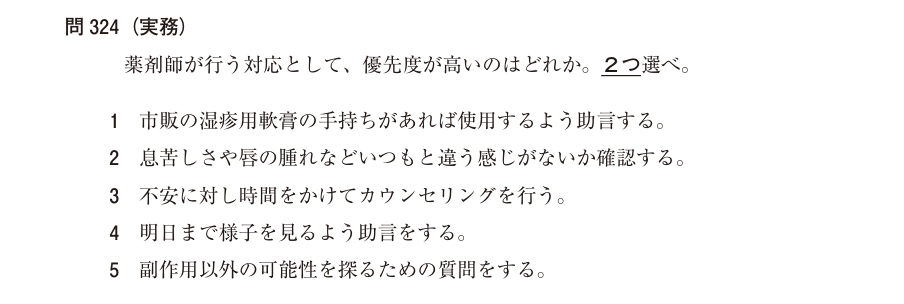 問 324（実務）
薬剤師が行う対応として、優先度が高いのはどれか。２つ選べ。
1 市販の湿疹用軟膏の手持ちがあれば使用するよう助言する。
2 息苦しさや唇の腫れなどいつもと違う感じがないか確認する。
3 不安に対し時間をかけてカウンセリングを行う。
4 明日まで様子を見るよう助言をする。
5 副作用以外の可能性を探るための質問をする。